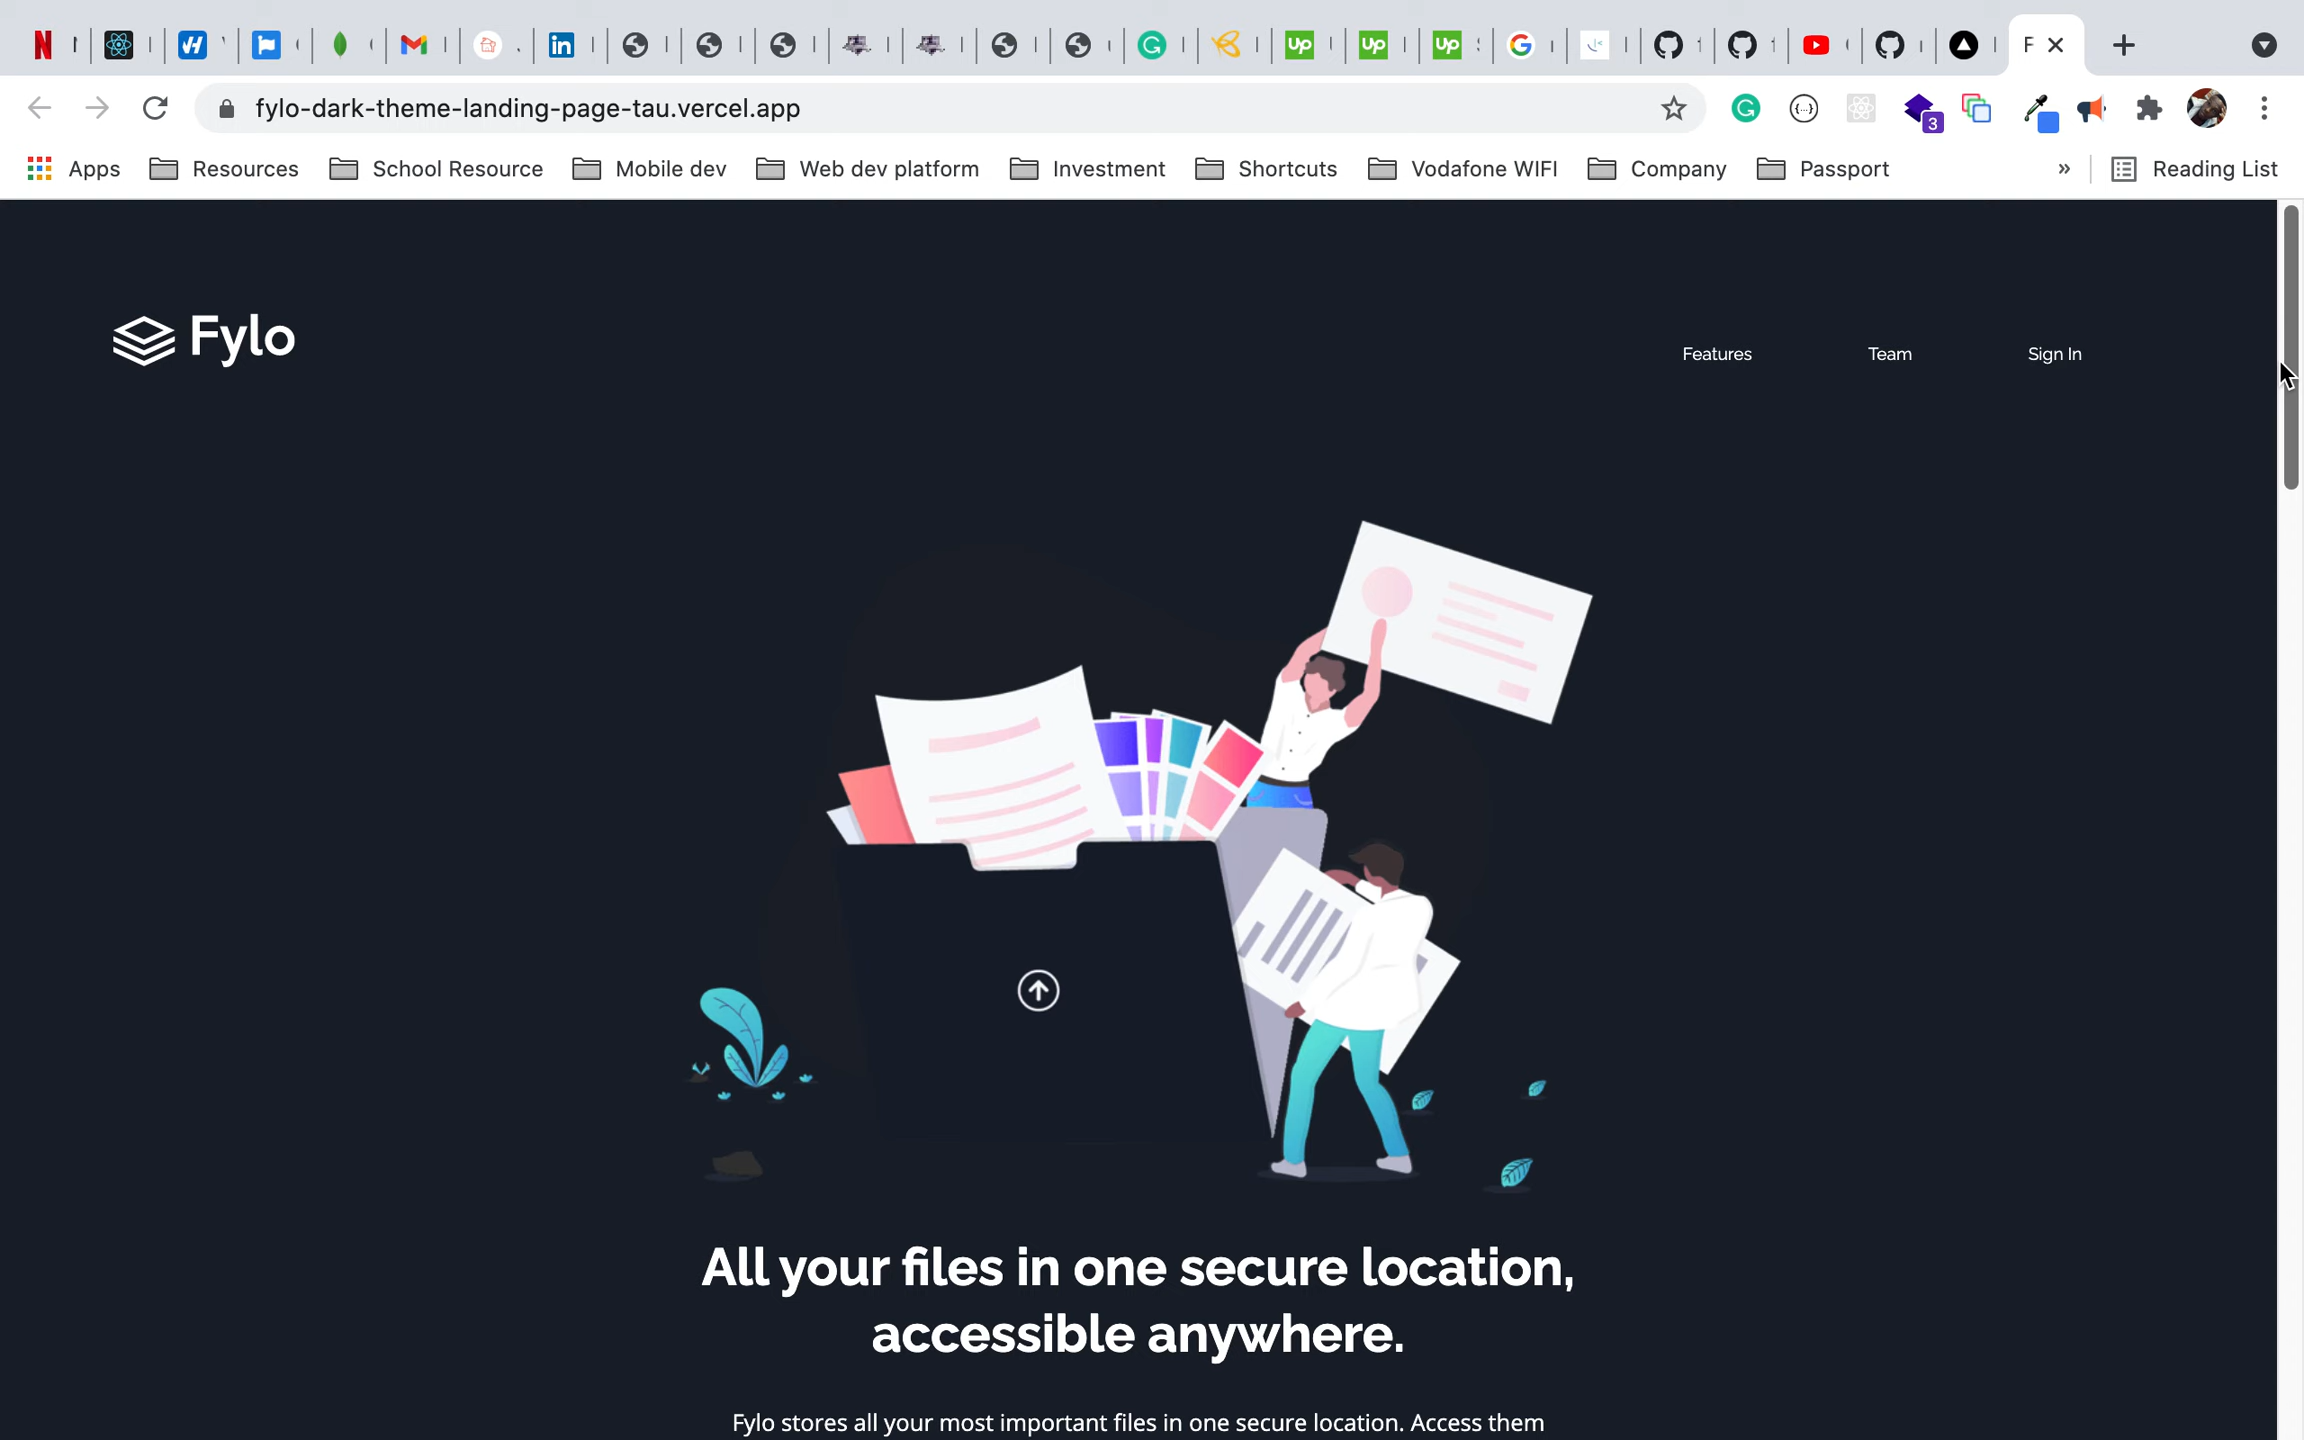 F
fylo-dark-theme-landing-page-tau.vercel.app
3
Apps
Resources
School Resource
Mobile dev
Web dev platform
Investment
Shortcuts
Vodafone WIFI
Company
Passport
»
Reading List
Fylo
Features
Team
Sign In
All your files in one secure location,
accessible anywhere.
Fylo stores all your most important files in one secure location. Access them